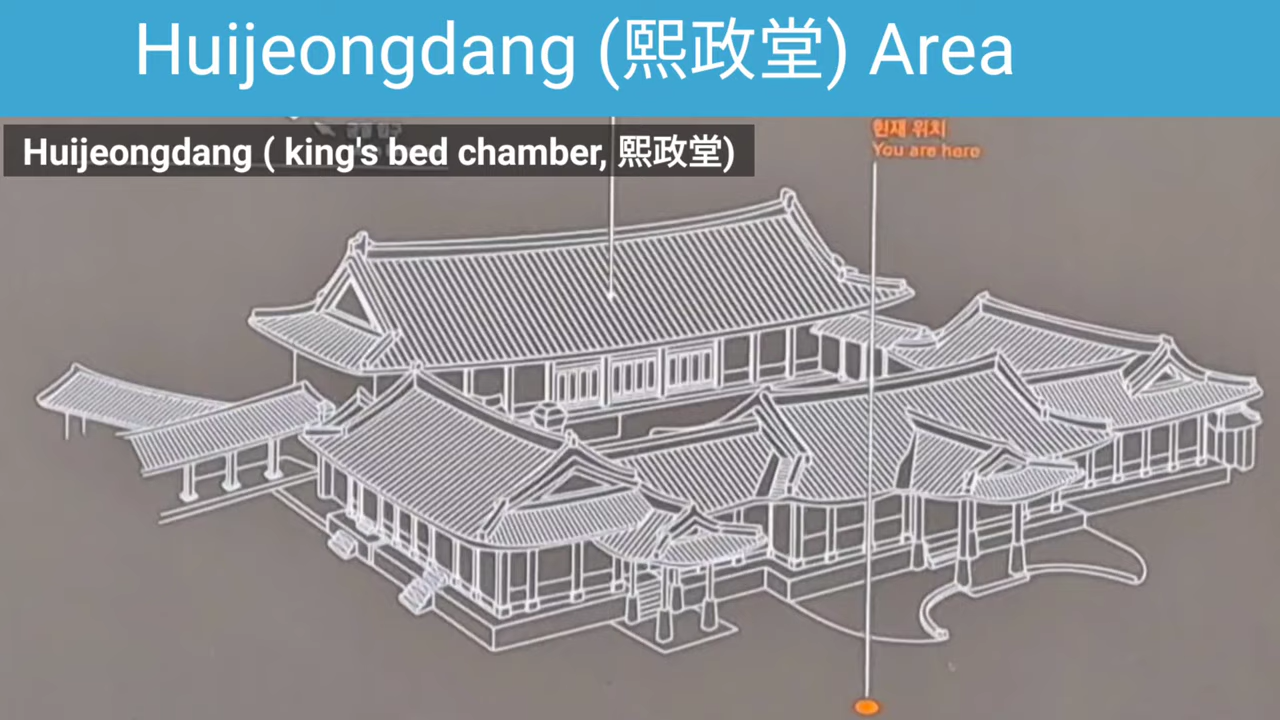 Huijeongdang (熙政堂) Area
Huijeongdang ( king's bed chamber, 熙政堂)
현재 위치
You are here